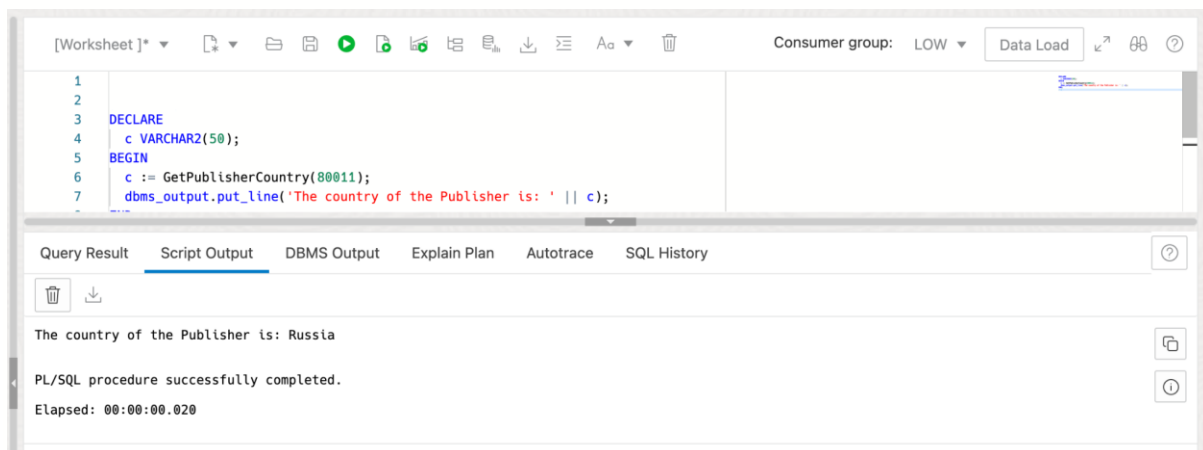 [Worksheet ]* Aa Consumer group: LOW Data Load
1
2
3 DECLARE
4 c VARCHAR2(50);
5 BEGIN
6 c := GetPublisherCountry(80011);
7 dbms_output.put_line('The country of the Publisher is: ' || c);
Query Result Script Output DBMS Output Explain Plan Autotrace SQL History
The country of the Publisher is: Russia
PL/SQL procedure successfully completed.
Elapsed: 00:00:00.020